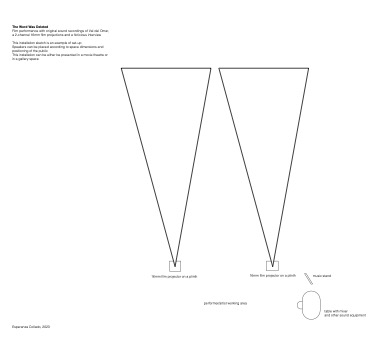 The Word Was Deleted
Film performance with original sound recordings of Val del Omar,
a 2-channel 16mm film projections and a fictitious interview
This installation sketch is an example of set-up.
Speakers can be placed according to space dimensions and
positioning of the public
This installation can be either be presented in a movie theatre or
in a gallery space
16mm film projector on a plinth
16mm film projector on a plinth
music stand
performer(s) working area
table with mixer
and other sound equipment
Esperanza Collado, 2020